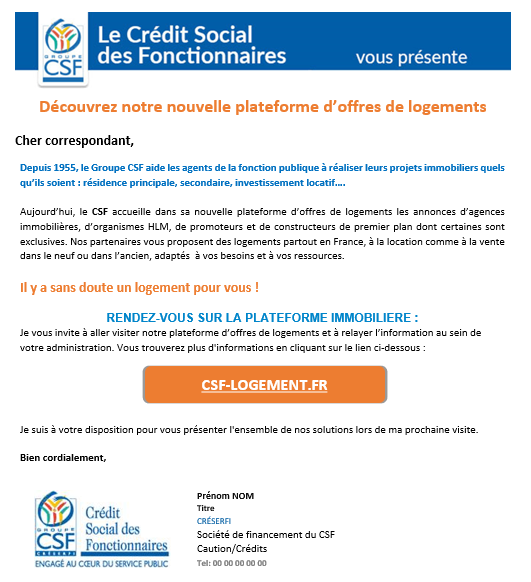 GROUPE
CSF
Le Crédit Social
des Fonctionnaires
vous présente
Découvrez notre nouvelle plateforme d'offres de logements
Cher correspondant,
Depuis 1955, le Groupe CSF aide les agents de la fonction publique à réaliser leurs projets immobiliers quels
qu'ils soient : résidence principale, secondaire, investissement locatif….
Aujourd'hui, le CSF accueille dans sa nouvelle plateforme d'offres de logements les annonces d'agences
immobilières, d'organismes HLM, de promoteurs et de constructeurs de premier plan dont certaines sont
exclusives. Nos partenaires vous proposent des logements partout en France, à la location comme à la vente
dans le neuf ou dans l'ancien, adaptés à vos besoins et à vos ressources.
Il y a sans doute un logement pour vous !
RENDEZ-VOUS SUR LA PLATEFORME IMMOBILIERE :
Je vous invite à aller visiter notre plateforme d'offres de logements et à relayer l'information au sein de
votre administration. Vous trouverez plus d'informations en cliquant sur le lien ci-dessous :
CSF-LOGEMENT.FR
Je suis à votre disposition pour vous présenter l'ensemble de nos solutions lors de ma prochaine visite.
Bien cordialement,
GROUPE
CSF
CRÉSERFI
Crédit
Social des
Fonctionnaires
ENGAGÉ AU CŒUR DU SERVICE PUBLIC
Prénom NOM
Titre
CRÉSERFI
Société de financement du CSF
Caution/Crédits
Tel: 00 00 00 00 00